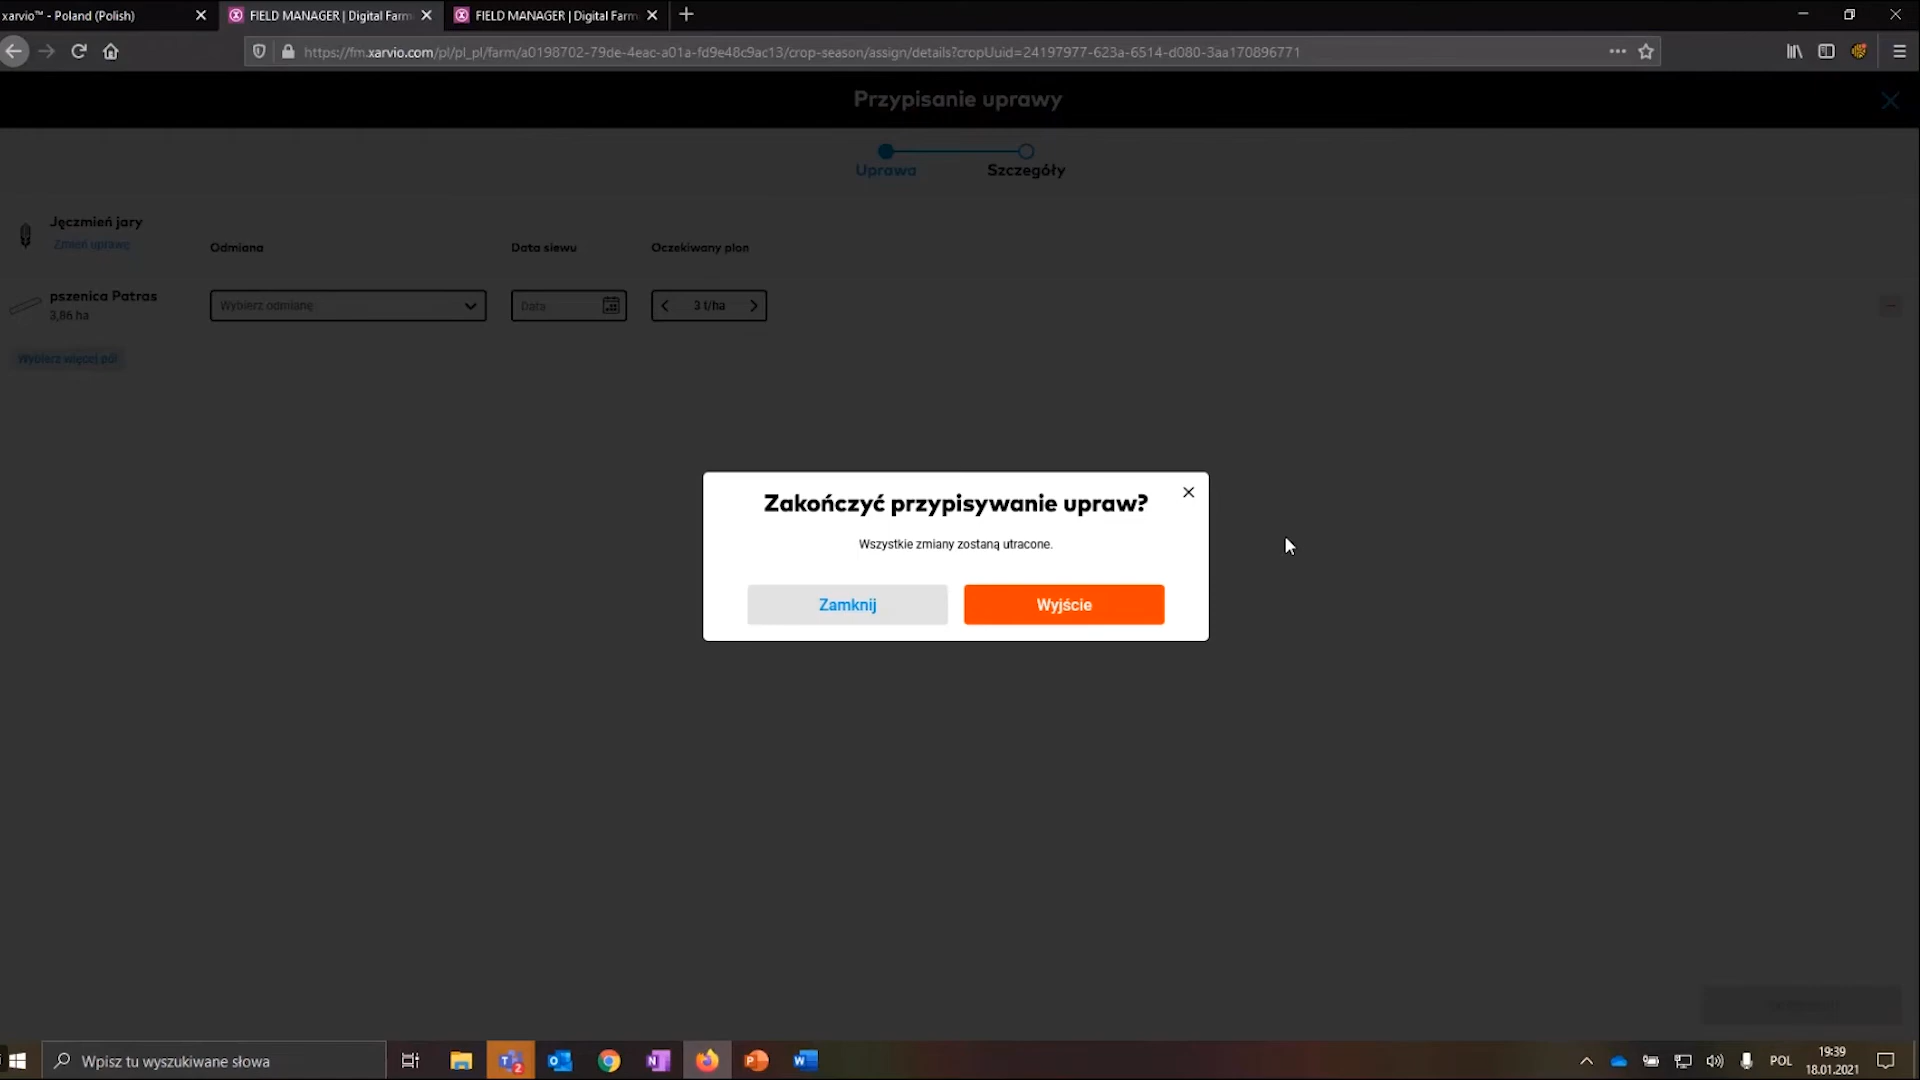 xarvio™ - Poland (Polish)
FIELD MANAGER | Digital Farm
FIELD MANAGER | Digital Farm
https://fm.xarvio.com/pl/pl_pl/farm/a0198702-79de-4eac-a01a-fd9e48c9ac13/crop-season/assign/details?cropUuid=24197977-623a-6514-d080-3aa170896771
Przypisanie uprawy
Uprawa
Szczegóły
Jęczmień jary
Zmień uprawę
Odmiana
Data siewu
Oczekiwany plon
pszenica Patras
3,86 ha
Wybierz odmianę
Data
3 t/ha
Wybierz więcej pól
Zakończyć przypisywanie upraw?
Wszystkie zmiany zostaną utracone.
Zamknij
Wyjście
Wpisz tu wyszukiwane słowa
POL
19:39
18.01.2021